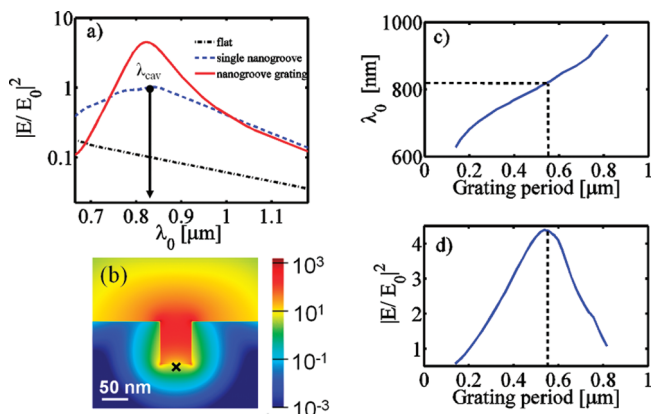 a)
flat
single nanogroove
nanogroove grating
λcav
|E/E₀|²
10
1
0.1
0.7 0.8 0.9 1 1.1
λ₀ [μm]
(b)
50 nm
10³
10¹
10⁻¹
10⁻³
c)
λ₀ [nm]
1000
800
600
0 0.2 0.4 0.6 0.8 1
Grating period [μm]
d)
|E/E₀|²
4
3
2
1
0 0.2 0.4 0.6 0.8 1
Grating period [μm]